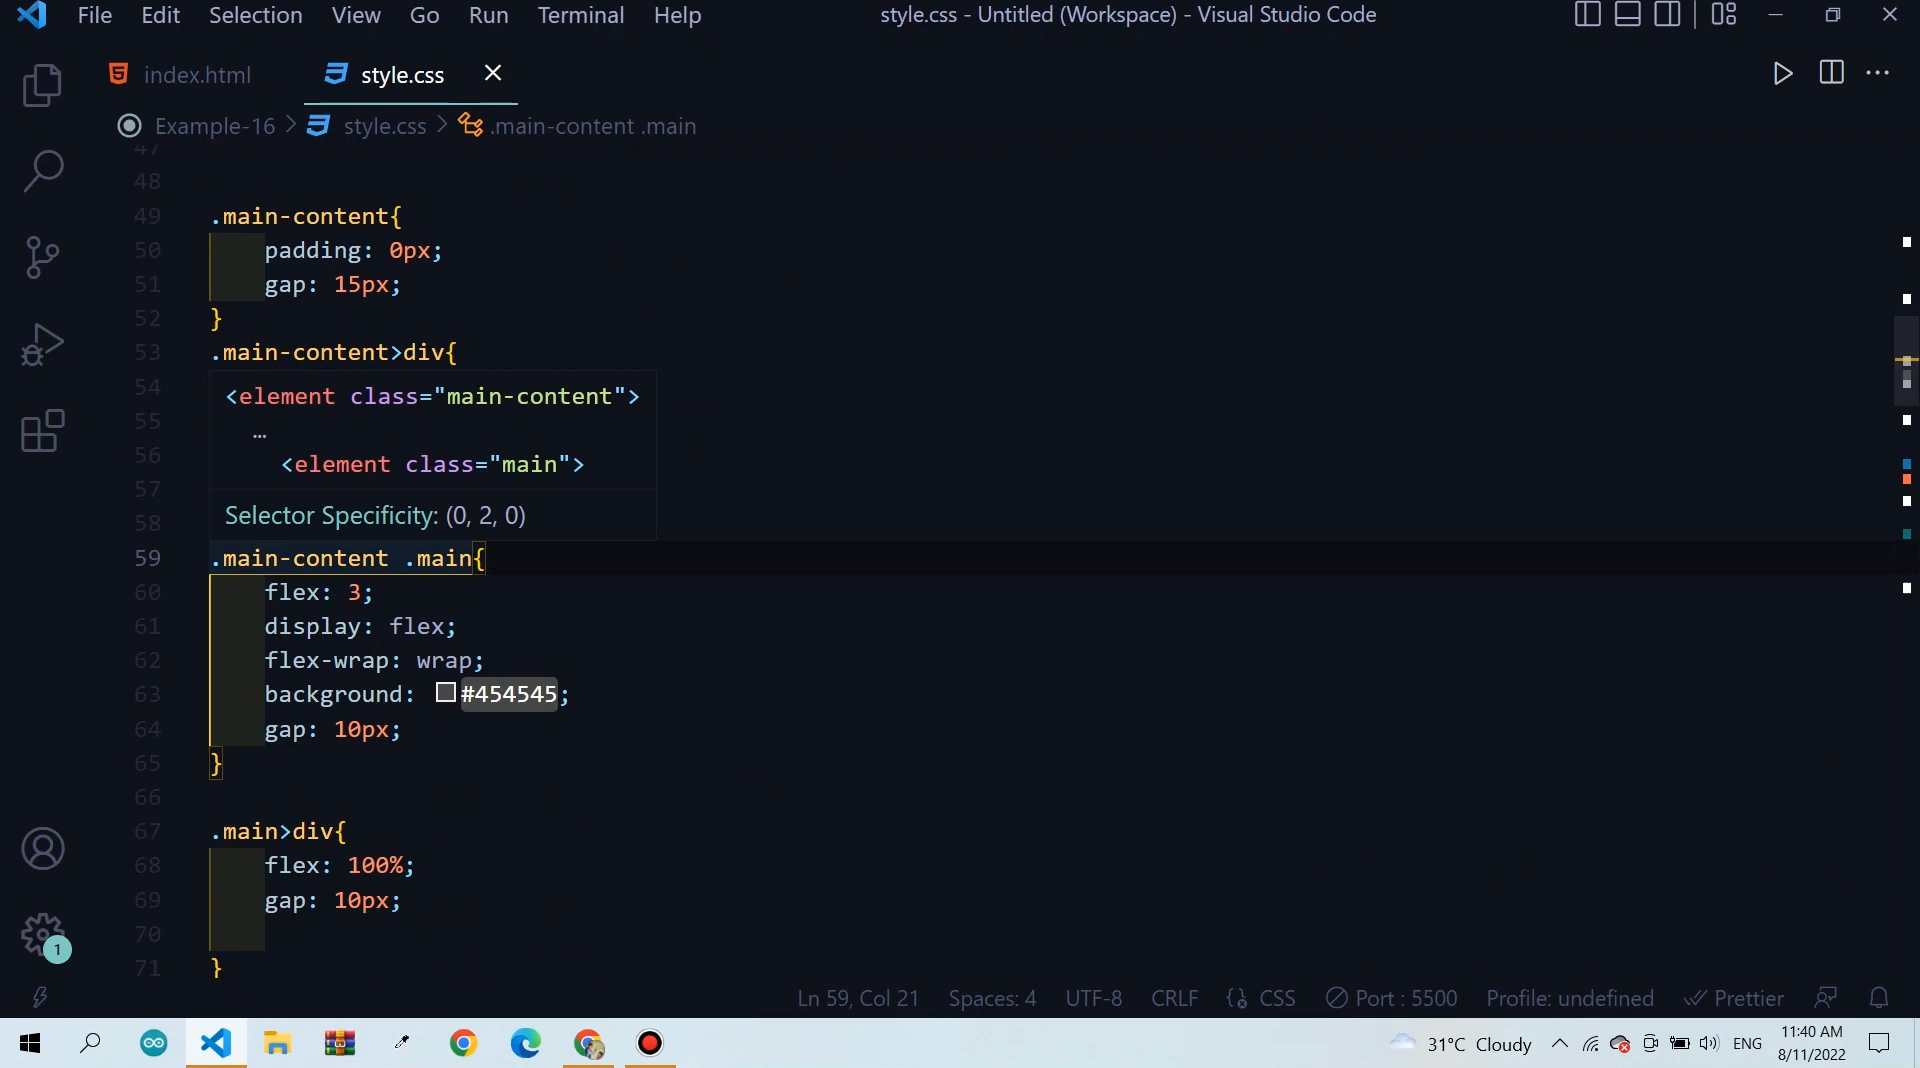 File Edit Selection View Go Run Terminal Help style.css - Untitled (Workspace) - Visual Studio Code
index.html style.css
Example-16 > style.css > .main-content .main
47
48
49 .main-content{
50 padding: 0px;
51 gap: 15px;
52 }
53 .main-content>div{
54 <element class="main-content">
55 …
56 <element class="main">
57
58 Selector Specificity: (0, 2, 0)
59 .main-content .main{
60 flex: 3;
61 display: flex;
62 flex-wrap: wrap;
63 background: #454545;
64 gap: 10px;
65 }
66
67 .main>div{
68 flex: 100%;
69 gap: 10px;
70
71 }
1
Ln 59, Col 21 Spaces: 4 UTF-8 CRLF CSS Port : 5500 Profile: undefined Prettier
31°C Cloudy ENG 11:40 AM
8/11/2022